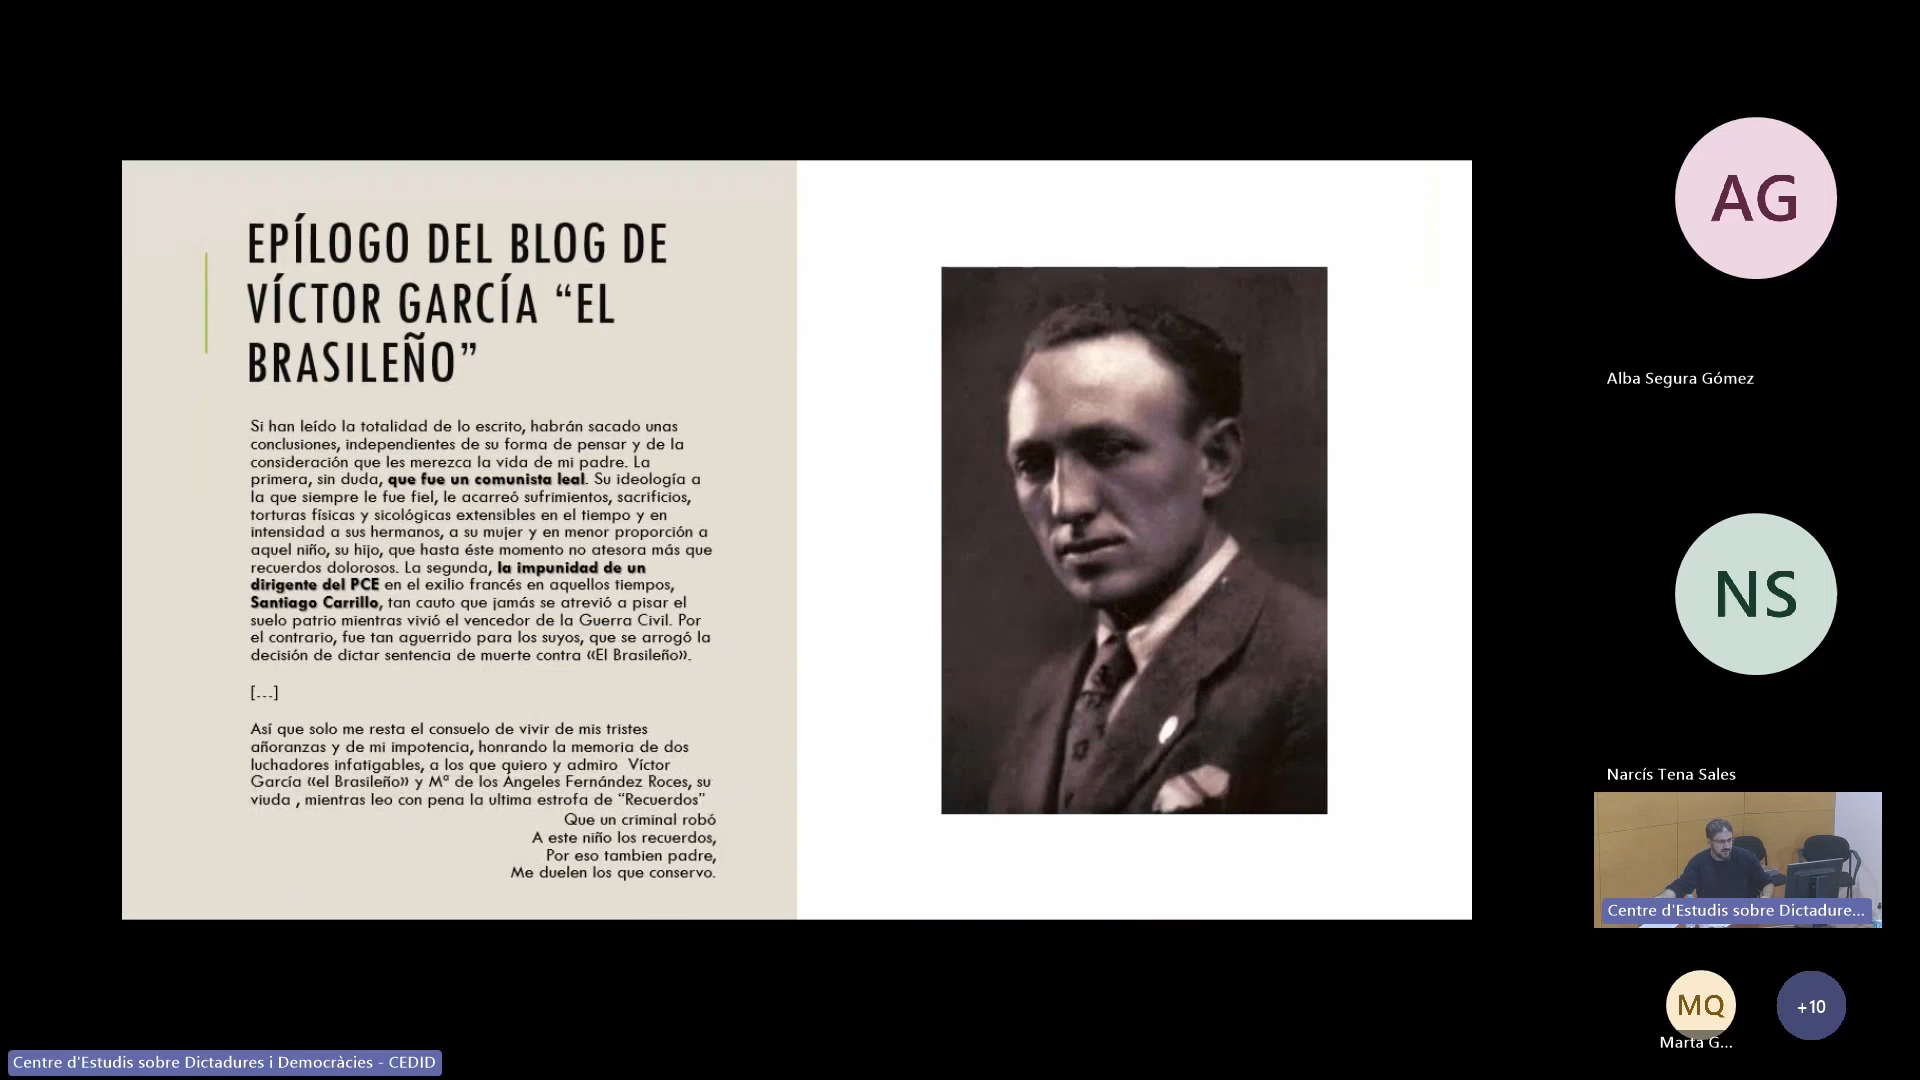 EPÍLOGO DEL BLOG DE
VÍCTOR GARCÍA “EL
BRASILEÑO”
Si han leído la totalidad de lo escrito, habrán sacado unas
conclusiones, independientes de su forma de pensar y de la
consideración que les merezca la vida de mi padre. La
primera, sin duda, que fue un comunista leal. Su ideología a
la que siempre le fue fiel, le acarreó sufrimientos, sacrificios,
torturas físicas y sicológicas extensibles en el tiempo y en
intensidad a sus hermanos, a su mujer y en menor proporción a
aquel niño, su hijo, que hasta éste momento no atesora más que
recuerdos dolorosos. La segunda, la impunidad de un
dirigente del PCE en el exilio francés en aquellos tiempos,
Santiago Carrillo, tan cauto que jamás se atrevió a pisar el
suelo patrio mientras vivió el vencedor de la Guerra Civil. Por
el contrario, fue tan aguerrido para los suyos, que se arrogó la
decisión de dictar sentencia de muerte contra «El Brasileño».
[...]
Así que solo me resta el consuelo de vivir de mis tristes
añoranzas y de mi impotencia, honrando la memoria de dos
luchadores infatigables, a los que quiero y admiro Víctor
García «el Brasileño» y Mª de los Ángeles Fernández Roces, su
viuda , mientras leo con pena la ultima estrofa de “Recuerdos”
Que un criminal robó
A este niño los recuerdos,
Por eso tambien padre,
Me duelen los que conservo.
AG
Alba Segura Gómez
NS
Narcís Tena Sales
Centre d'Estudis sobre Dictadure...
MQ
+10
Marta G...
Centre d'Estudis sobre Dictadures i Democràcies - CEDID